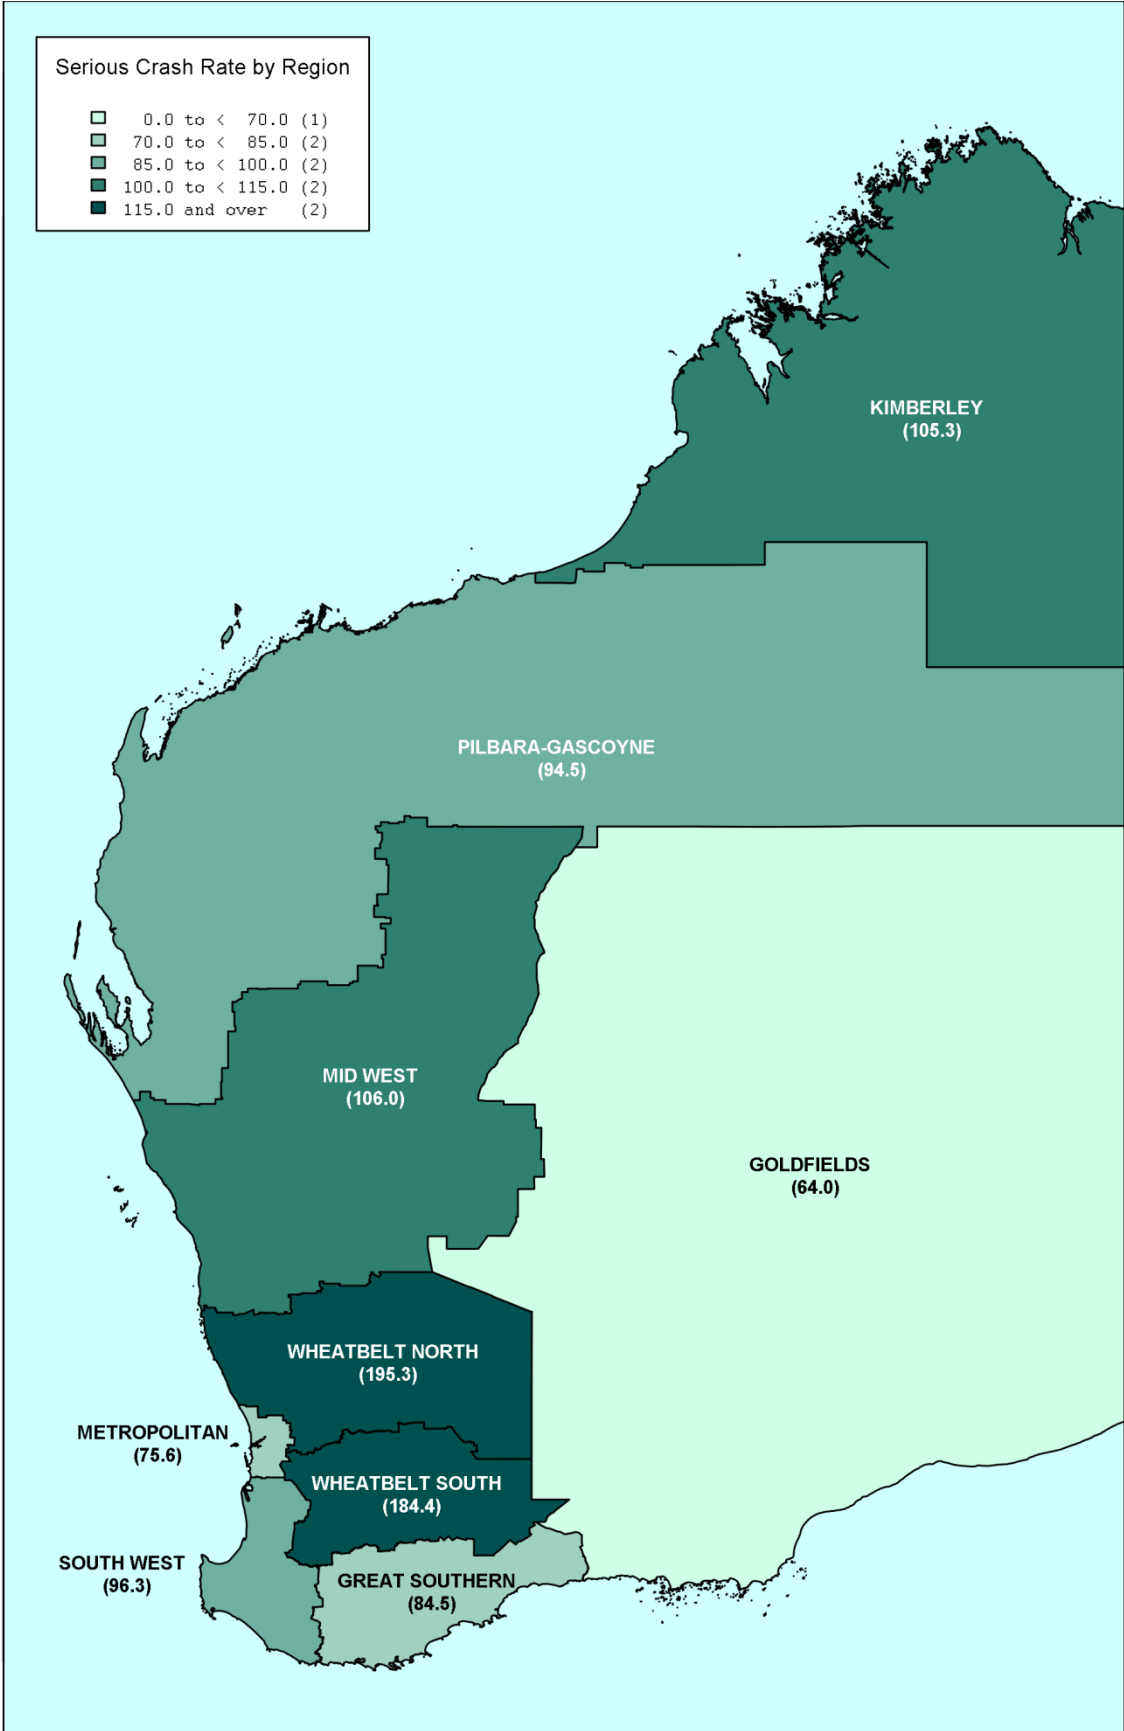 Serious Crash Rate by Region
0.0 to < 70.0 (1)
70.0 to < 85.0 (2)
85.0 to < 100.0 (2)
100.0 to < 115.0 (2)
115.0 and over (2)
KIMBERLEY
(105.3)
PILBARA-GASCOYNE
(94.5)
MID WEST
(106.0)
GOLDFIELDS
(64.0)
WHEATBELT NORTH
(195.3)
METROPOLITAN
(75.6)
WHEATBELT SOUTH
(184.4)
SOUTH WEST
(96.3)
GREAT SOUTHERN
(84.5)